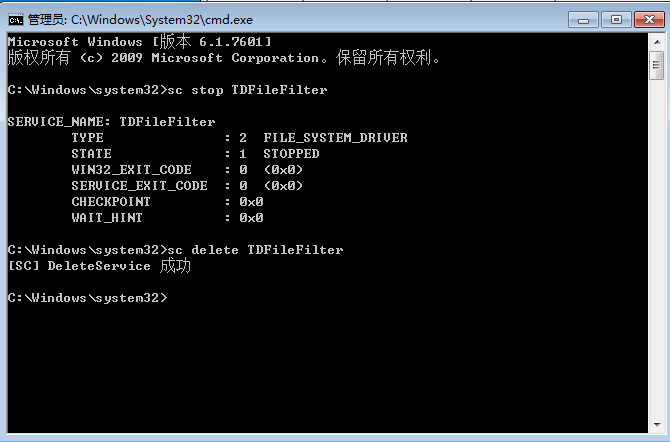 管理员: C:\Windows\System32\cmd.exe
Microsoft Windows [版本 6.1.7601]
版权所有 (c) 2009 Microsoft Corporation。保留所有权利。
C:\Windows\system32>sc stop TDFileFilter
SERVICE_NAME: TDFileFilter
TYPE : 2 FILE_SYSTEM_DRIVER
STATE : 1 STOPPED
WIN32_EXIT_CODE : 0 (0x0)
SERVICE_EXIT_CODE : 0 (0x0)
CHECKPOINT : 0x0
WAIT_HINT : 0x0
C:\Windows\system32>sc delete TDFileFilter
[SC] DeleteService 成功
C:\Windows\system32>